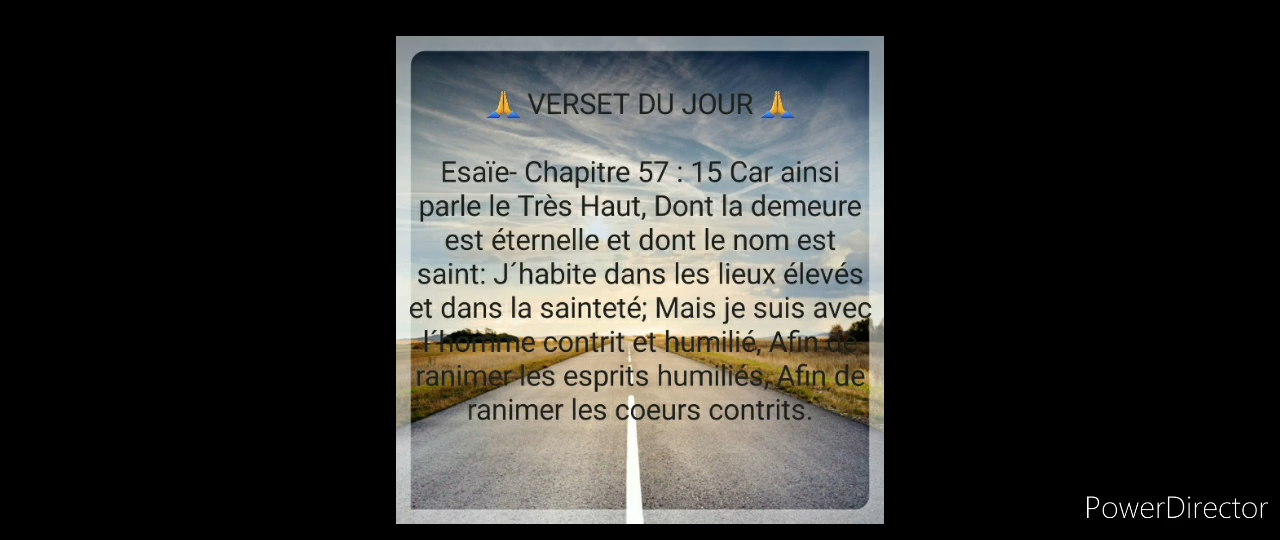 🙏 VERSET DU JOUR 🙏
Esaïe- Chapitre 57 : 15 Car ainsi
parle le Très Haut, Dont la demeure
est éternelle et dont le nom est
saint: J´habite dans les lieux élevés
et dans la sainteté; Mais je suis avec
l´homme contrit et humilié, Afin de
ranimer les esprits humiliés, Afin de
ranimer les coeurs contrits.
PowerDirector